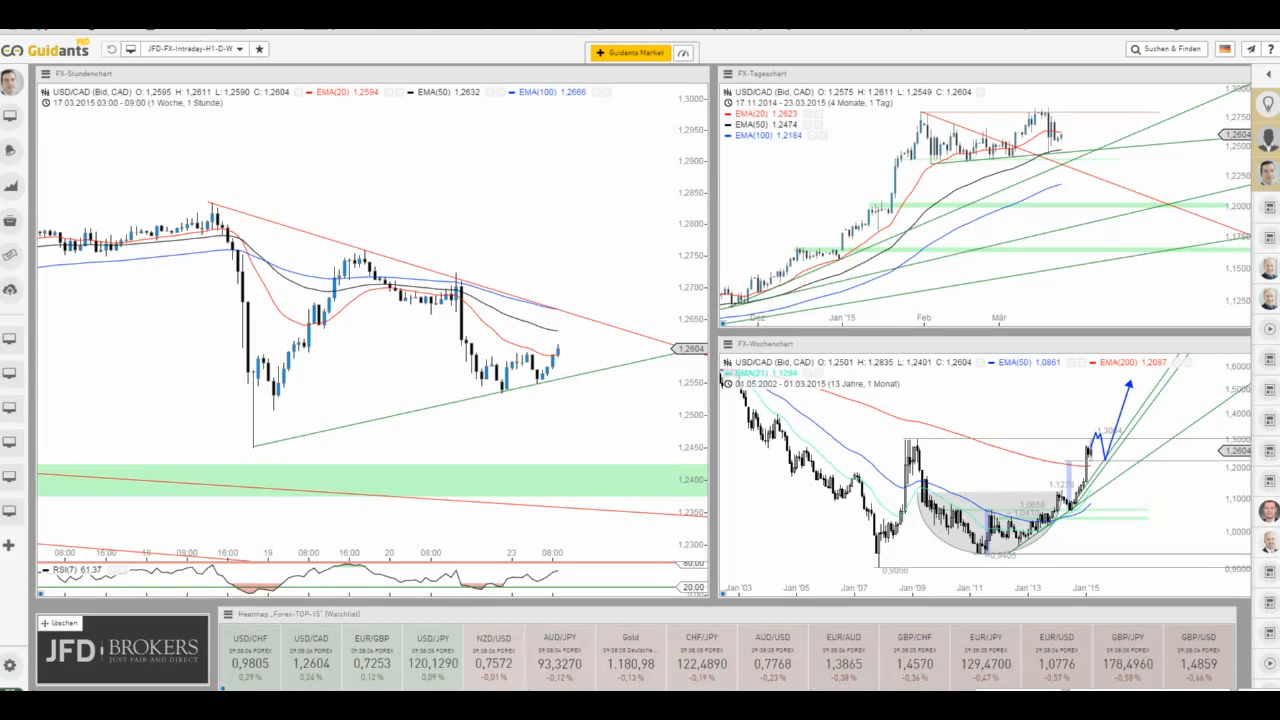 Guidants PRO
JFD-FX-Intraday-H1-D-W
Guidants Market
Suchen & Finden
FX-Stundenchart
USD/CAD (Bid, CAD) O: 1,2595 H: 1,2611 L: 1,2590 C: 1,2604 EMA(20) 1,2594 EMA(50) 1,2632 EMA(100) 1,2666
17.03.2015 03:00 - 09:00 (1 Woche, 1 Stunde)
1,3000
1,2950
1,2900
1,2850
1,2800
1,2750
1,2700
1,2650
1,2604
1,2550
1,2500
1,2450
1,2400
1,2350
1,2300
08:00 16:00 18 08:00 16:00 19 08:00 16:00 20 08:00 23 08:00
RSI(7) 61,37
80,00
20,00
FX-Tageschart
USD/CAD (Bid, CAD) O: 1,2575 H: 1,2611 L: 1,2549 C: 1,2604
17.11.2014 - 23.03.2015 (4 Monate, 1 Tag)
EMA(20) 1,2623
EMA(50) 1,2474
EMA(100) 1,2184
1,2750
1,2604
1,2500
1,2250
1,2000
1,1750
1,1500
1,1250
Dez Jan '15 Feb Mär
FX-Wochenchart
USD/CAD (Bid, CAD) O: 1,2501 H: 1,2835 L: 1,2401 C: 1,2604 EMA(50) 1,0861 EMA(200) 1,2087
EMA(21) 1,1294
01.05.2002 - 01.03.2015 (13 Jahre, 1 Monat)
1,6000
1,5000
1,4000
1,3000
1,2604
1,2000
1,1000
1,0000
0,9000
1.1278
1.0658
0,9056
Jan '03 Jan '05 Jan '07 Jan '09 Jan '11 Jan '13 Jan '15
löschen
JFD BROKERS
JUST FAIR AND DIRECT
Heatmap „Forex-TOP-15" (Watchlist)
USD/CHF USD/CAD EUR/GBP USD/JPY NZD/USD AUD/JPY Gold CHF/JPY AUD/USD EUR/AUD GBP/CHF EUR/JPY EUR/USD GBP/JPY GBP/USD
0,9805 1,2604 0,7253 120,1290 0,7572 93,3270 1.180,98 122,4890 0,7768 1,3865 1,4570 129,4700 1,0776 178,4960 1,4859
0,29 % 0,24 % 0,12 % 0,09 % -0,01 % -0,12 % -0,13 % -0,19 % -0,23 % -0,38 % -0,36 % -0,47 % -0,57 % -0,58 % -0,66 %